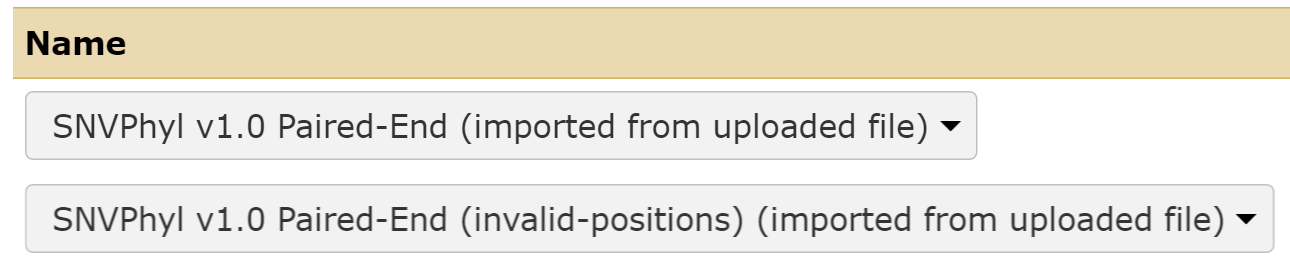 Name
SNVPhyl v1.0 Paired-End (imported from uploaded file)
SNVPhyl v1.0 Paired-End (invalid-positions) (imported from uploaded file)